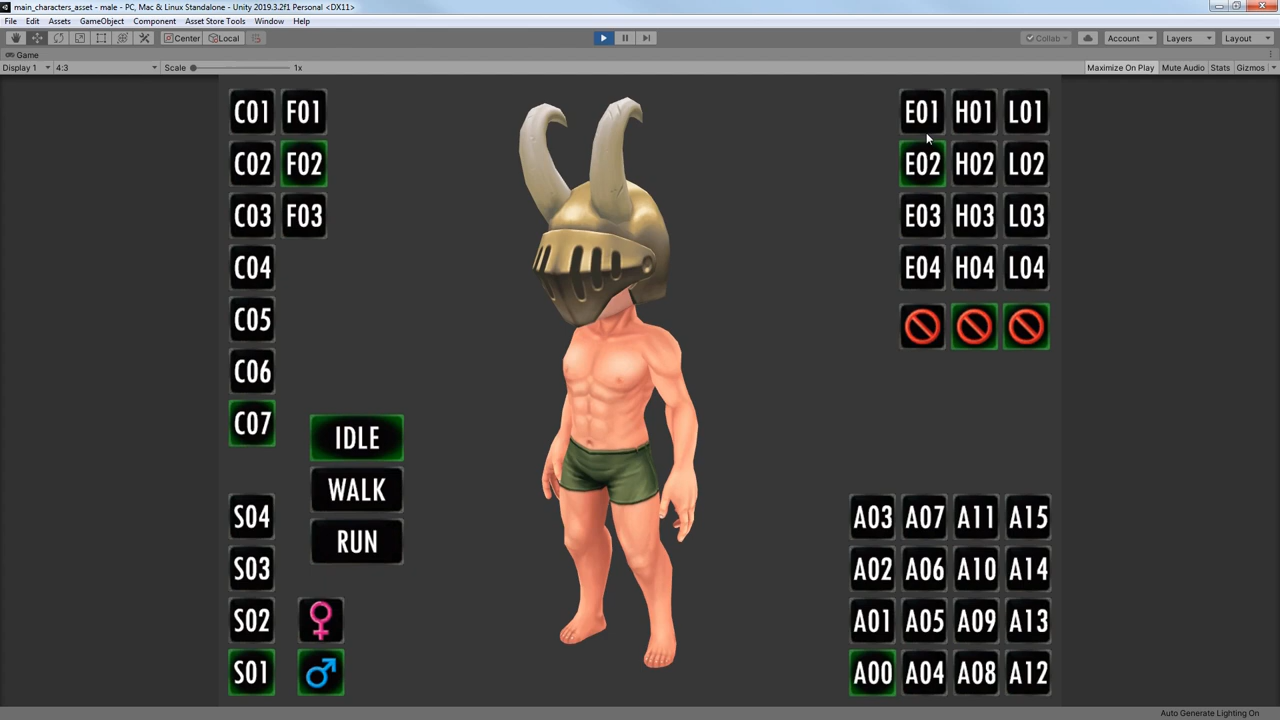 main_characters_asset - male - PC, Mac & Linux Standalone - Unity 2019.3.2f1 Personal <DX11>
File Edit Assets GameObject Component Asset Store Tools Window Help
Center Local Collab Account Layers Layout
Game
Display 1 4:3 Scale 1x Maximize On Play Mute Audio Stats Gizmos
C01 F01 E01 H01 L01
C02 F02 E02 H02 L02
C03 F03 E03 H03 L03
C04 E04 H04 L04
C05
C06
C07
IDLE
WALK
S04 A03 A07 A11 A15
RUN
S03 A02 A06 A10 A14
S02 A01 A05 A09 A13
S01 A00 A04 A08 A12
Auto Generate Lighting On